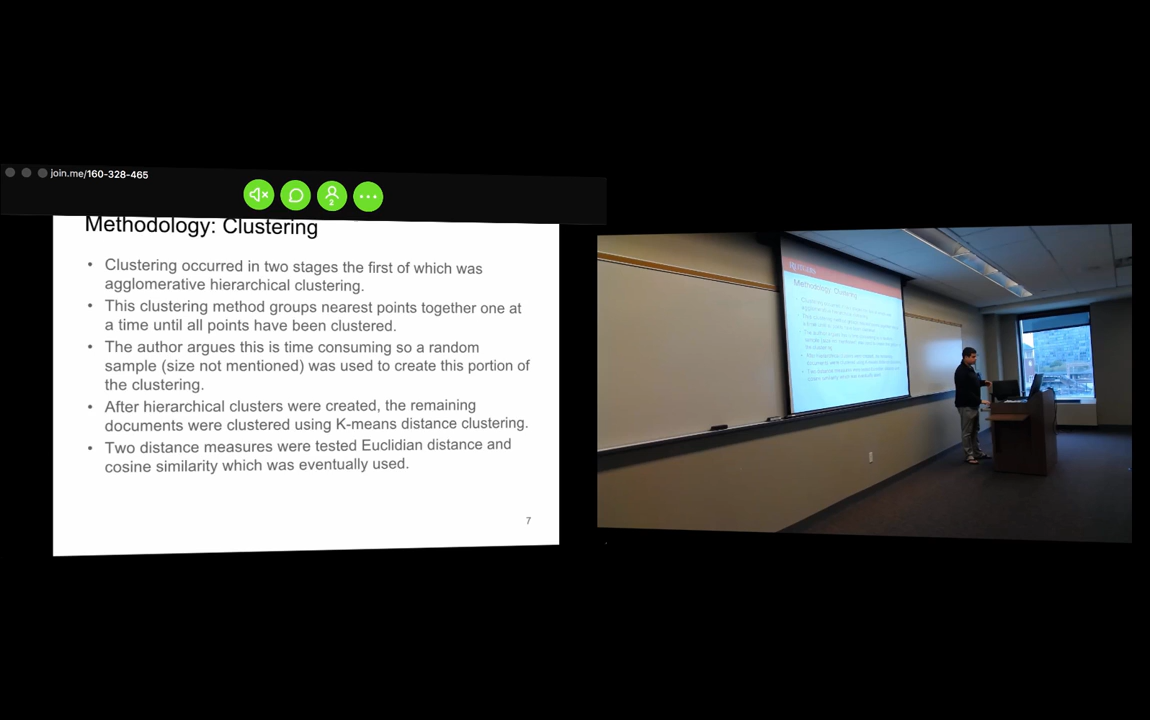 join.me/160-328-465
2
Methodology: Clustering
• Clustering occurred in two stages the first of which was
agglomerative hierarchical clustering.
• This clustering method groups nearest points together one at
a time until all points have been clustered.
• The author argues this is time consuming so a random
sample (size not mentioned) was used to create this portion of
the clustering.
• After hierarchical clusters were created, the remaining
documents were clustered using K-means distance clustering.
• Two distance measures were tested Euclidian distance and
cosine similarity which was eventually used.
7
Methodology: Clustering